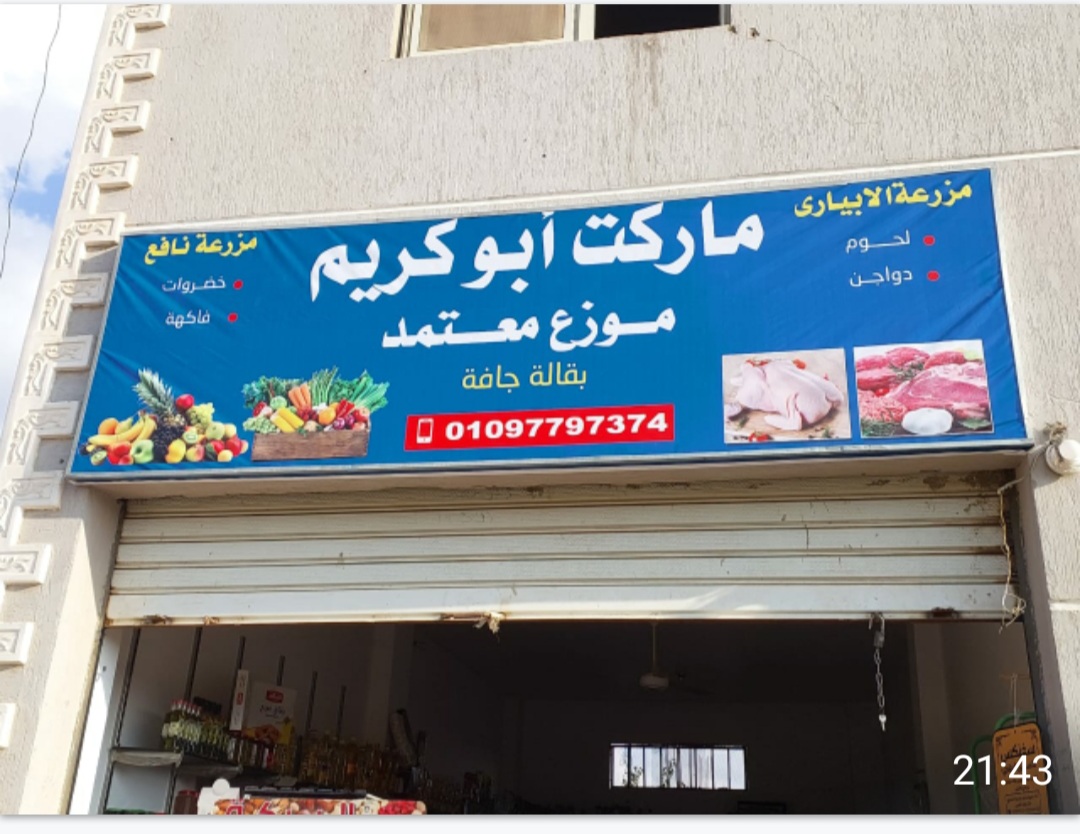 ماركت أبو كريم
موزع معتمد
بقالة جافة
01097797374
مزرعة الابيارى
لحوم
دواجن
مزرعة نافع
خضروات
فاكهة
21:43